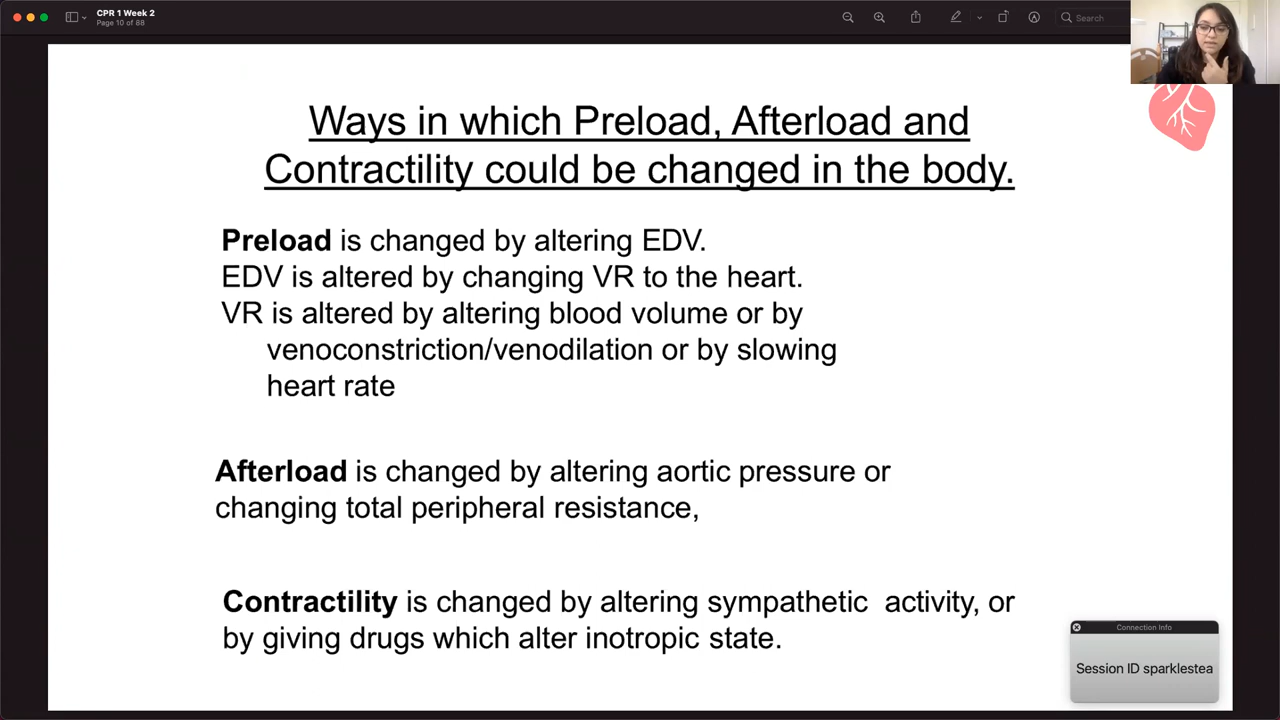 CPR 1 Week 2
Page 10 of 88
Search
Ways in which Preload, Afterload and
Contractility could be changed in the body.
Preload is changed by altering EDV.
EDV is altered by changing VR to the heart.
VR is altered by altering blood volume or by
venoconstriction/venodilation or by slowing
heart rate
Afterload is changed by altering aortic pressure or
changing total peripheral resistance,
Contractility is changed by altering sympathetic activity, or
by giving drugs which alter inotropic state.
Connection Info
Session ID sparklestea